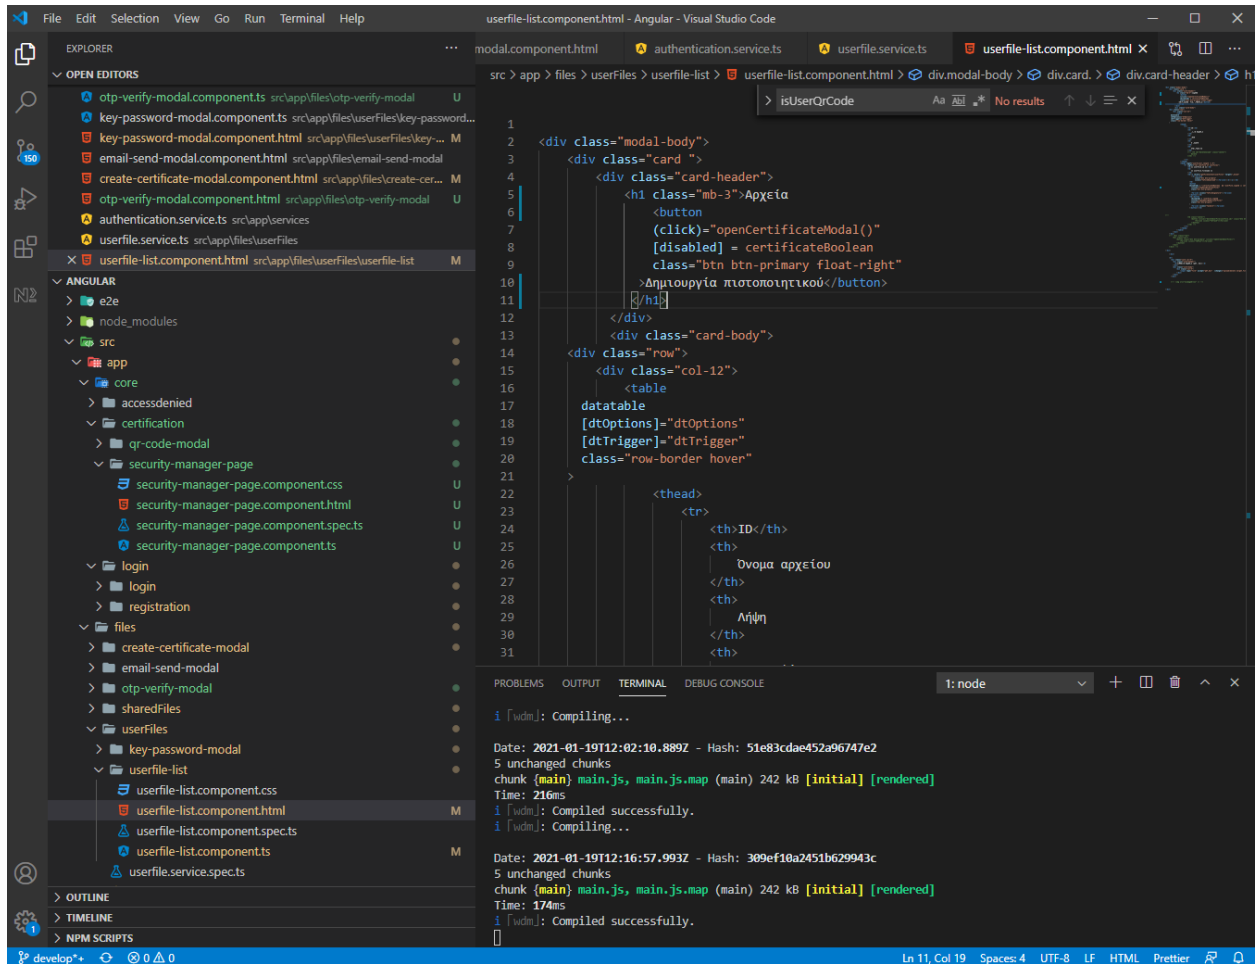 File Edit Selection View Go Run Terminal Help
userfile-list.component.html - Angular - Visual Studio Code
EXPLORER
OPEN EDITORS
otp-verify-modal.component.ts src\app\files\otp-verify-modal U
key-password-modal.component.ts src\app\files\userFiles\key-password...
key-password-modal.component.html src\app\files\userFiles\key-... M
email-send-modal.component.html src\app\files\email-send-modal
create-certificate-modal.component.html src\app\files\create-cer... M
otp-verify-modal.component.html src\app\files\otp-verify-modal U
authentication.service.ts src\app\services
userfile.service.ts src\app\files\userFiles
userfile-list.component.html src\app\files\userFiles\userfile-list M
ANGULAR
e2e
node_modules
src
app
core
accessdenied
certification
qr-code-modal
security-manager-page
security-manager-page.component.css U
security-manager-page.component.html U
security-manager-page.component.spec.ts U
security-manager-page.component.ts U
login
login
registration
files
create-certificate-modal
email-send-modal
otp-verify-modal
sharedFiles
userFiles
key-password-modal
userfile-list
userfile-list.component.css
userfile-list.component.html M
userfile-list.component.spec.ts
userfile-list.component.ts M
userfile.service.spec.ts
OUTLINE
TIMELINE
NPM SCRIPTS
150
1
modal.component.html authentication.service.ts userfile.service.ts userfile-list.component.html
src > app > files > userFiles > userfile-list > userfile-list.component.html > div.modal-body > div.card. > div.card-header > h1
isUserQrCode Aa Abl .* No results
1
2 <div class="modal-body">
3 <div class="card ">
4 <div class="card-header">
5 <h1 class="mb-3">Αρχεία
6 <button
7 (click)="openCertificateModal()"
8 [disabled] = certificateBoolean
9 class="btn btn-primary float-right"
10 >Δημιουργία πιστοποιητικού</button>
11 </h1>
12 </div>
13 <div class="card-body">
14 <div class="row">
15 <div class="col-12">
16 <table
17 datatable
18 [dtOptions]="dtOptions"
19 [dtTrigger]="dtTrigger"
20 class="row-border hover"
21 >
22 <thead>
23 <tr>
24 <th>ID</th>
25 <th>
26 Όνομα αρχείου
27 </th>
28 <th>
29 Λήψη
30 </th>
31 <th>
PROBLEMS OUTPUT TERMINAL DEBUG CONSOLE 1: node
i ｢wdm｣: Compiling...
Date: 2021-01-19T12:02:10.889Z - Hash: 51e83cdae452a96747e2
5 unchanged chunks
chunk {main} main.js, main.js.map (main) 242 kB [initial] [rendered]
Time: 216ms
i ｢wdm｣: Compiled successfully.
i ｢wdm｣: Compiling...
Date: 2021-01-19T12:16:57.993Z - Hash: 309ef10a2451b629943c
5 unchanged chunks
chunk {main} main.js, main.js.map (main) 242 kB [initial] [rendered]
Time: 174ms
i ｢wdm｣: Compiled successfully.
develop*+ 0 0 Ln 11, Col 19 Spaces: 4 UTF-8 LF HTML Prettier